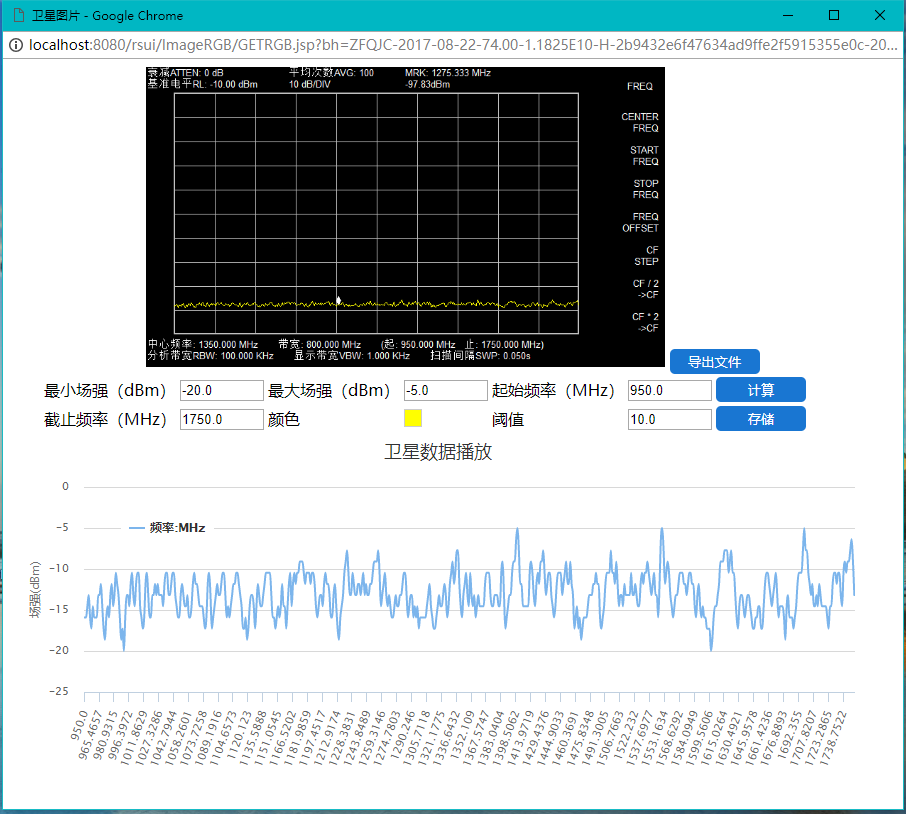 卫星图片 - Google Chrome
localhost:8080/rsui/ImageRGB/GETRGB.jsp?bh=ZFQJC-2017-08-22-74.00-1.1825E10-H-2b9432e6f47634ad9ffe2f5915355e0c-20...
衰减ATTEN: 0 dB 平均次数AVG: 100 MRK: 1275.333 MHz
基准电平RL: -10.00 dBm 10 dB/DIV -97.83dBm
FREQ
CENTER
FREQ
START
FREQ
STOP
FREQ
FREQ
OFFSET
CF
STEP
CF / 2
->CF
CF * 2
->CF
中心频率: 1350.000 MHz 带宽: 800.000 MHz (起: 950.000 MHz 止: 1750.000 MHz)
分析带宽RBW: 100.000 KHz 显示带宽VBW: 1.000 KHz 扫描间隔SWP: 0.050s
导出文件
最小场强（dBm） -20.0 最大场强（dBm） -5.0 起始频率（MHz） 950.0 计算
截止频率（MHz） 1750.0 颜色 阈值 10.0 存储
卫星数据播放
0
-5
-10
-15
-20
-25
场强(dBm)
频率:MHz
950.0
965.4657
980.9315
996.3972
1011.8629
1027.3286
1042.7944
1058.2601
1073.7258
1089.1916
1104.6573
1120.123
1135.5888
1151.0545
1166.5202
1181.9859
1197.4517
1212.9174
1228.3831
1243.8489
1259.3146
1274.7803
1290.246
1305.7118
1321.1775
1336.6432
1352.109
1367.5747
1383.0404
1398.5062
1413.9719
1429.4376
1444.9033
1460.3691
1475.8348
1491.3005
1506.7663
1522.232
1537.6977
1553.1634
1568.6292
1584.0949
1599.5606
1615.0264
1630.4921
1645.9578
1661.4236
1676.8893
1692.355
1707.8207
1723.2865
1738.7522